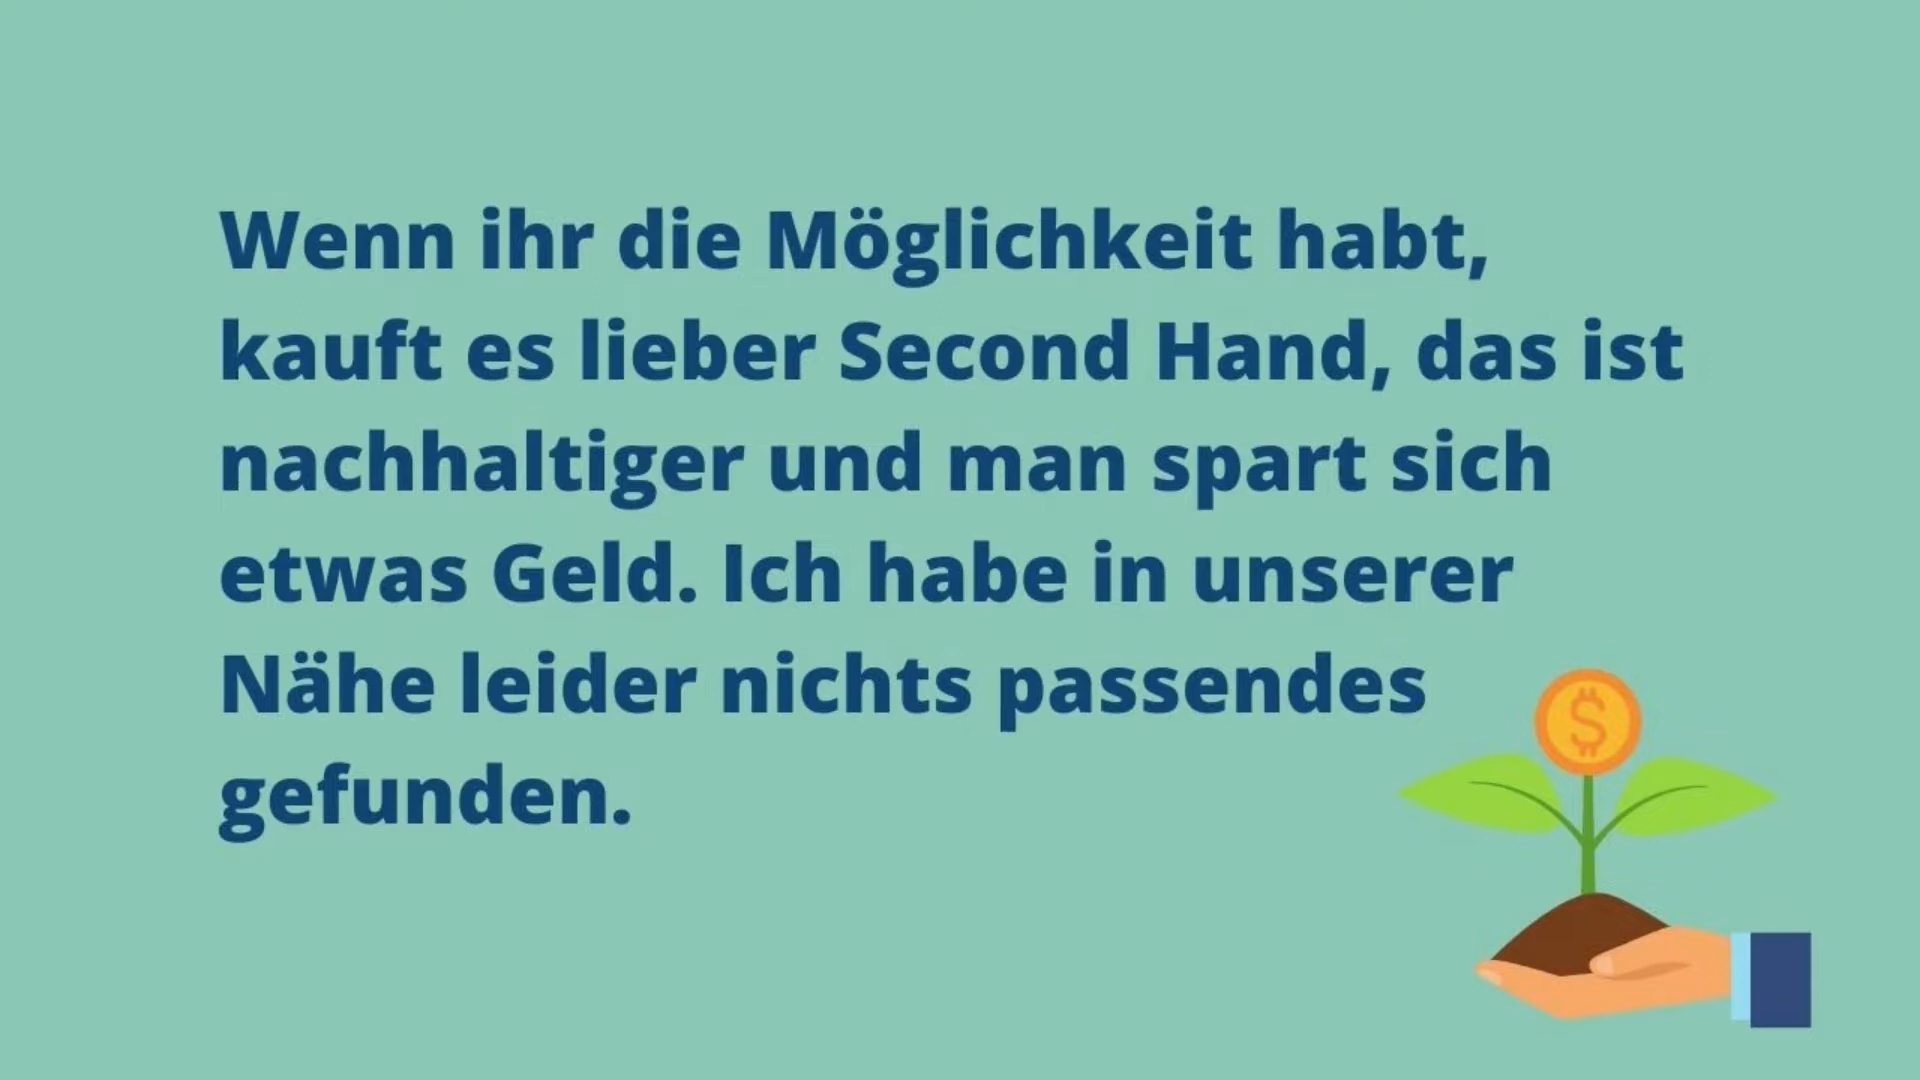 Wenn ihr die Möglichkeit habt,
kauft es lieber Second Hand, das ist
nachhaltiger und man spart sich
etwas Geld. Ich habe in unserer
Nähe leider nichts passendes
gefunden.
$